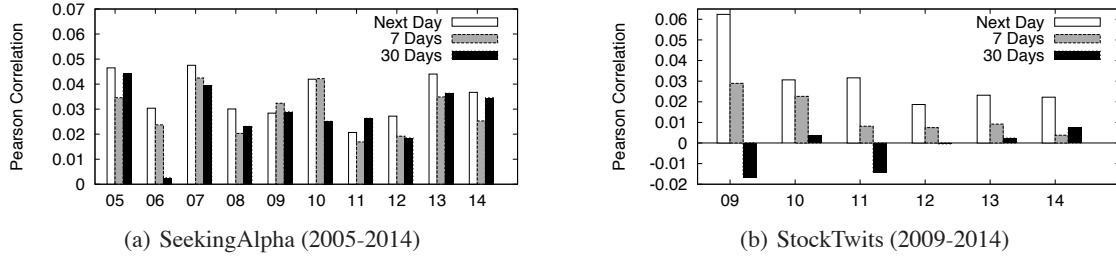 Pearson Correlation
0.07
0.06
0.05
0.04
0.03
0.02
0.01
0
Next Day
7 Days
30 Days
05 06 07 08 09 10 11 12 13 14
(a) SeekingAlpha (2005-2014)
Pearson Correlation
0.06
0.05
0.04
0.03
0.02
0.01
0
-0.01
-0.02
Next Day
7 Days
30 Days
09 10 11 12 13 14
(b) StockTwits (2009-2014)